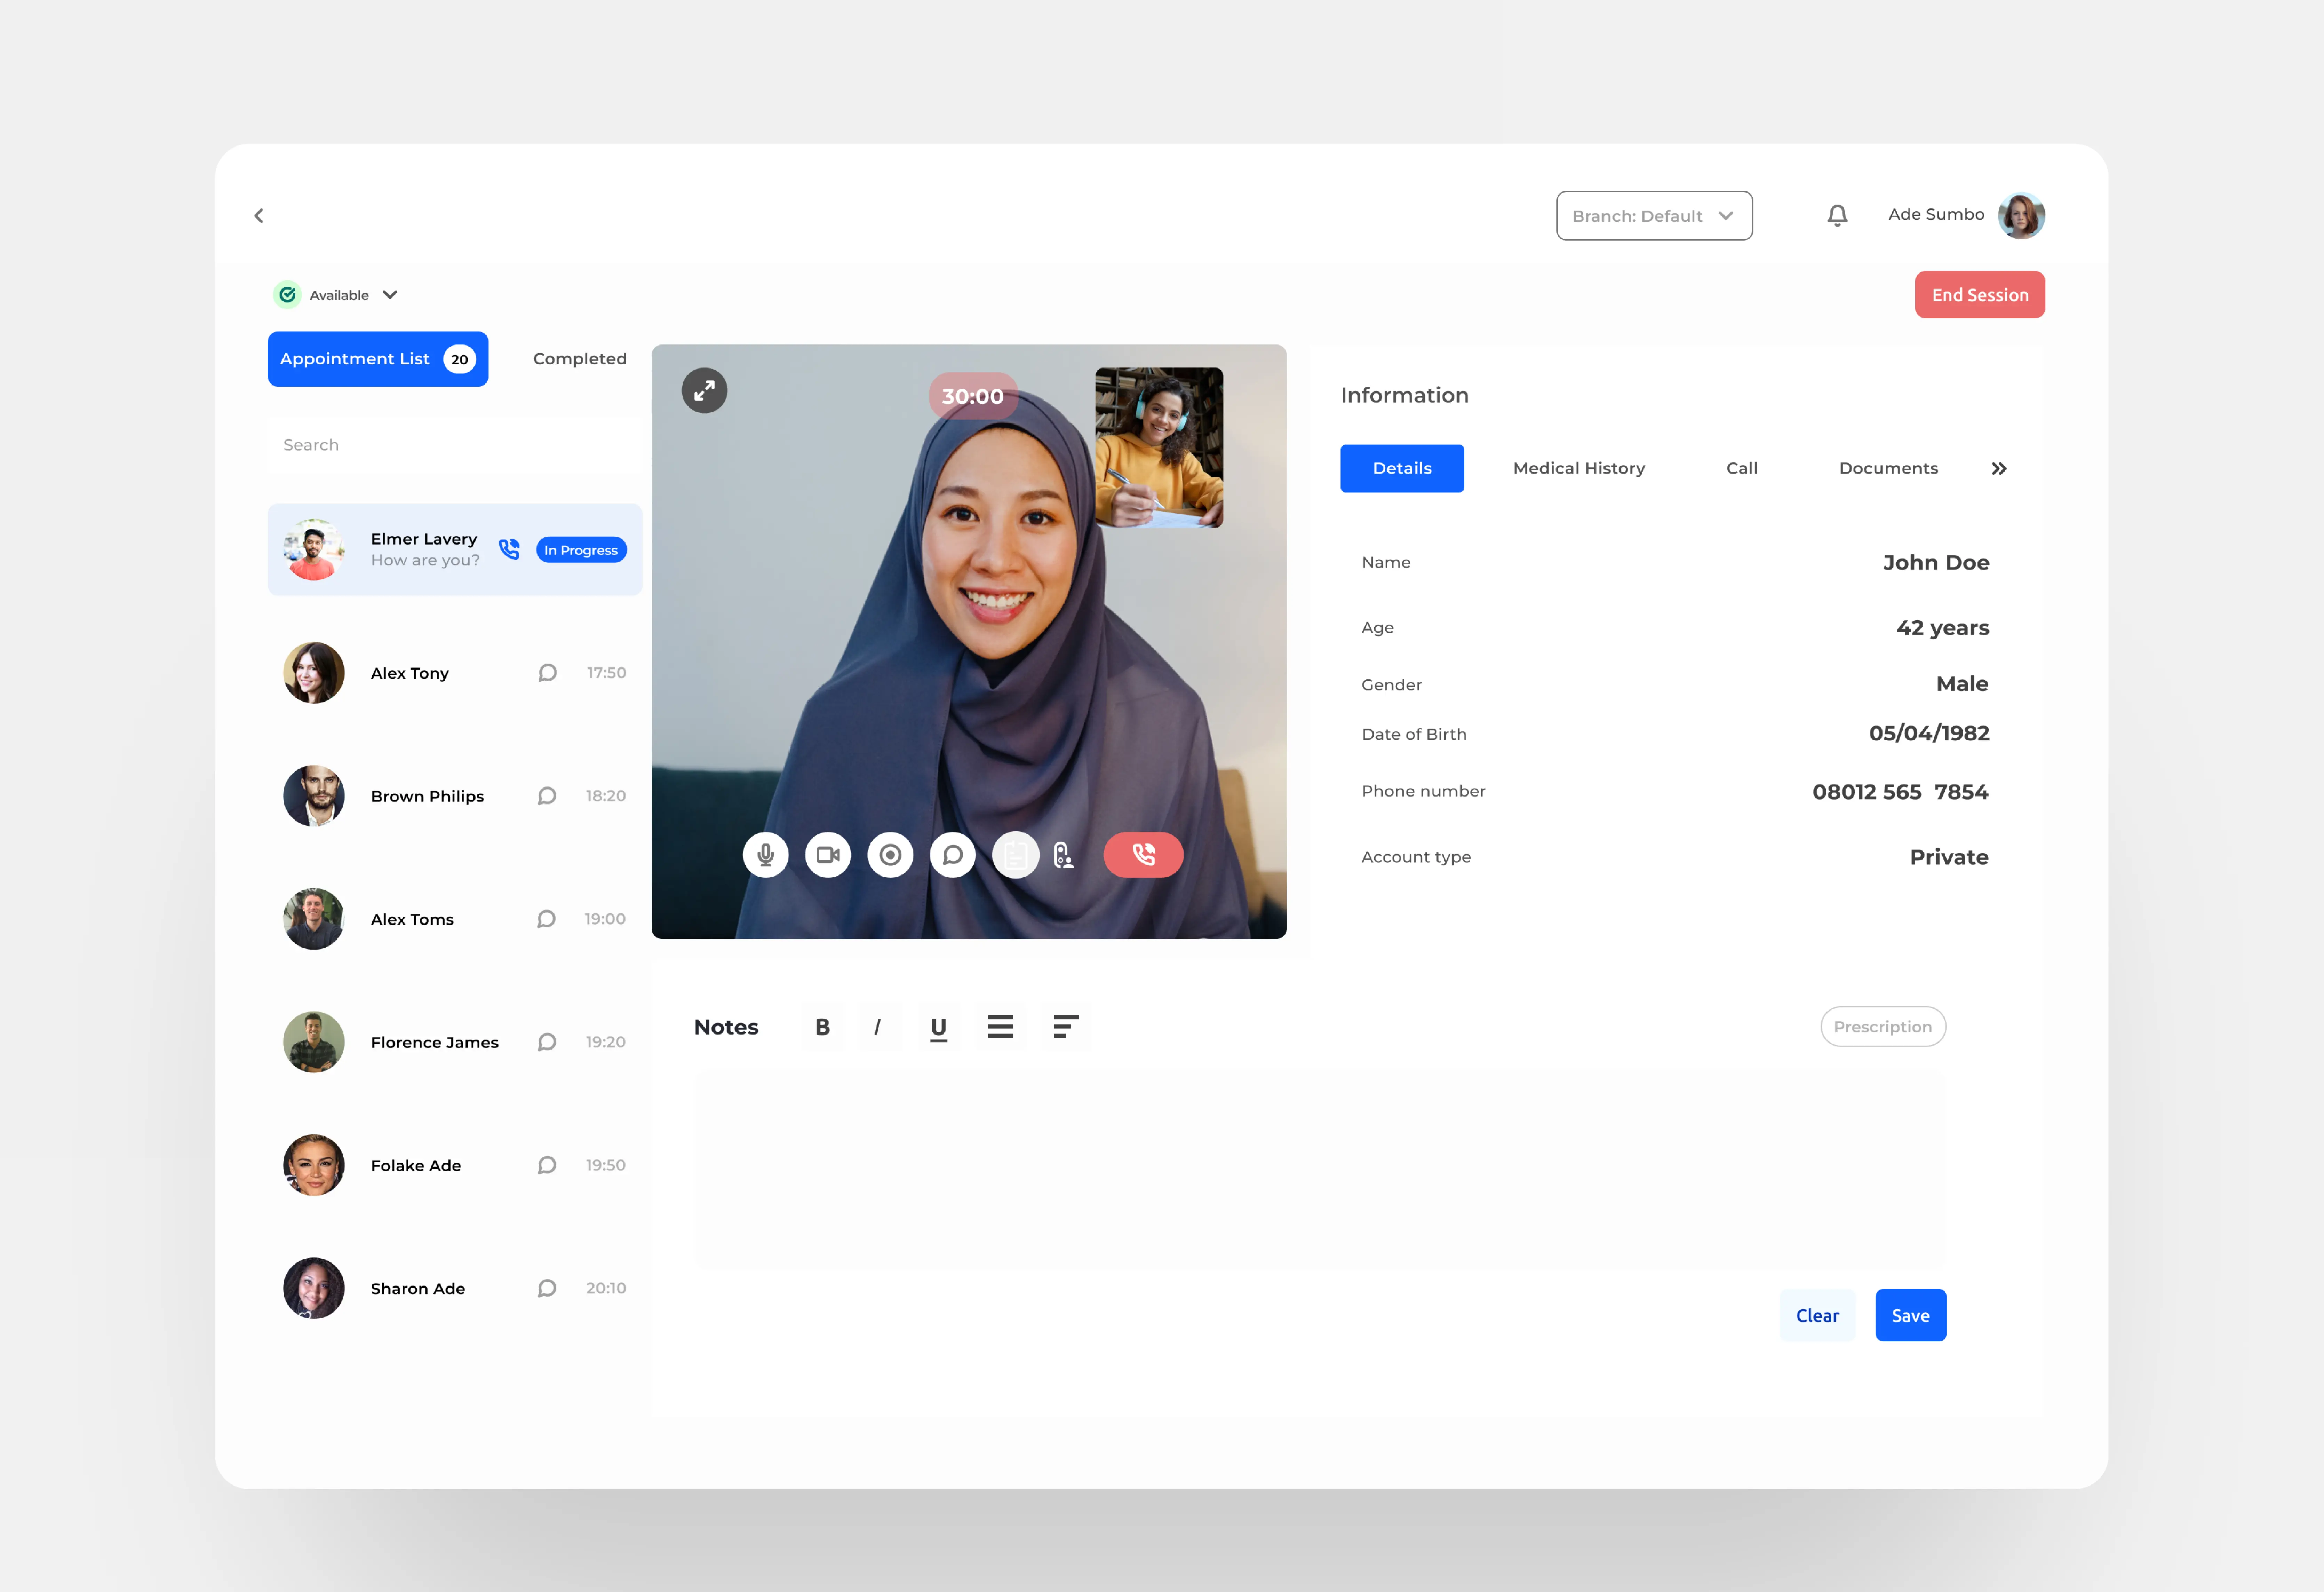 Branch: Default
Ade Sumbo
Available
End Session
Appointment List 20
Completed
Search
Elmer Lavery
How are you?
In Progress
Alex Tony
17:50
Brown Philips
18:20
Alex Toms
19:00
Florence James
19:20
Folake Ade
19:50
Sharon Ade
20:10
30:00
Information
Details
Medical History
Call
Documents
Name
John Doe
Age
42 years
Gender
Male
Date of Birth
05/04/1982
Phone number
08012 565  7854
Account type
Private
Notes
B
I
U
Prescription
Clear
Save